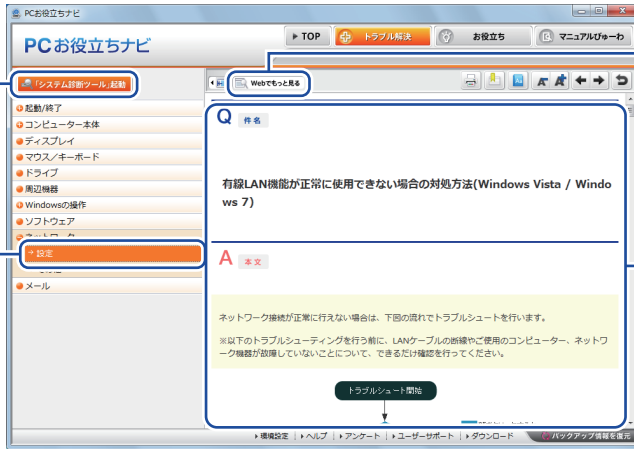 PCお役立ちナビ
PCお役立ちナビ
▶TOP
トラブル解決
お役立ち
マニュアルびゅーわ
「システム診断ツール」起動
Webでもっと見る
起動/終了
コンピューター本体
ディスプレイ
マウス/キーボード
ドライブ
周辺機器
Windowsの操作
ソフトウェア
設定
メール
Q 件名
有線LAN機能が正常に使用できない場合の対処方法(Windows Vista / Windo
ws 7)
A 本文
ネットワーク接続が正常に行えない場合は、下図の流れでトラブルシュートを行います。
※以下のトラブルシューティングを行う前に、LANケーブルの断線やご使用のコンピューター、ネットワ
ーク機器が故障していないことについて、できるだけ確認を行ってください。
トラブルシュート開始
環境設定 ヘルプ アンケート ユーザーサポート ダウンロード バックアップ情報を復元